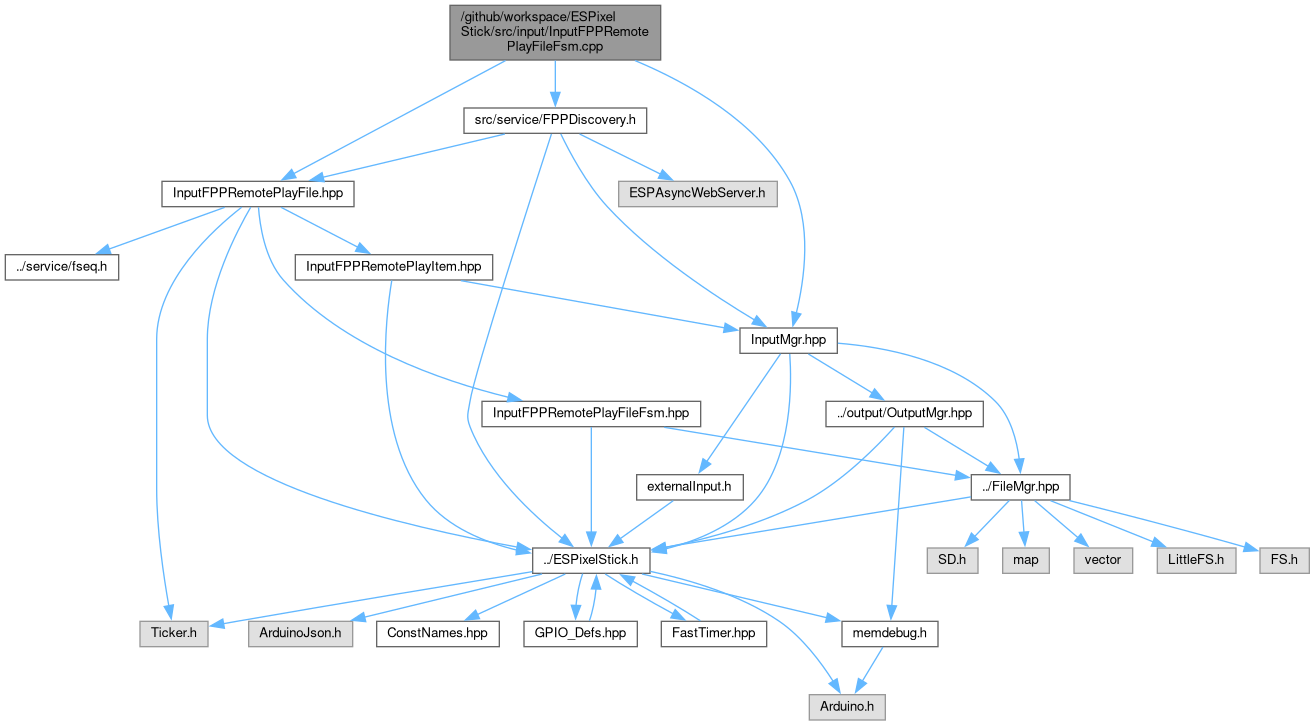 /github/workspace/ESPixel
Stick/src/input/InputFPPRemote
PlayFileFsm.cpp
src/service/FPPDiscovery.h
InputFPPRemotePlayFile.hpp
ESPAsyncWebServer.h
../service/fseq.h
InputFPPRemotePlayItem.hpp
InputMgr.hpp
InputFPPRemotePlayFileFsm.hpp
../output/OutputMgr.hpp
externalInput.h
../FileMgr.hpp
../ESPixelStick.h
SD.h
map
vector
LittleFS.h
FS.h
Ticker.h
ArduinoJson.h
ConstNames.hpp
GPIO_Defs.hpp
FastTimer.hpp
memdebug.h
Arduino.h